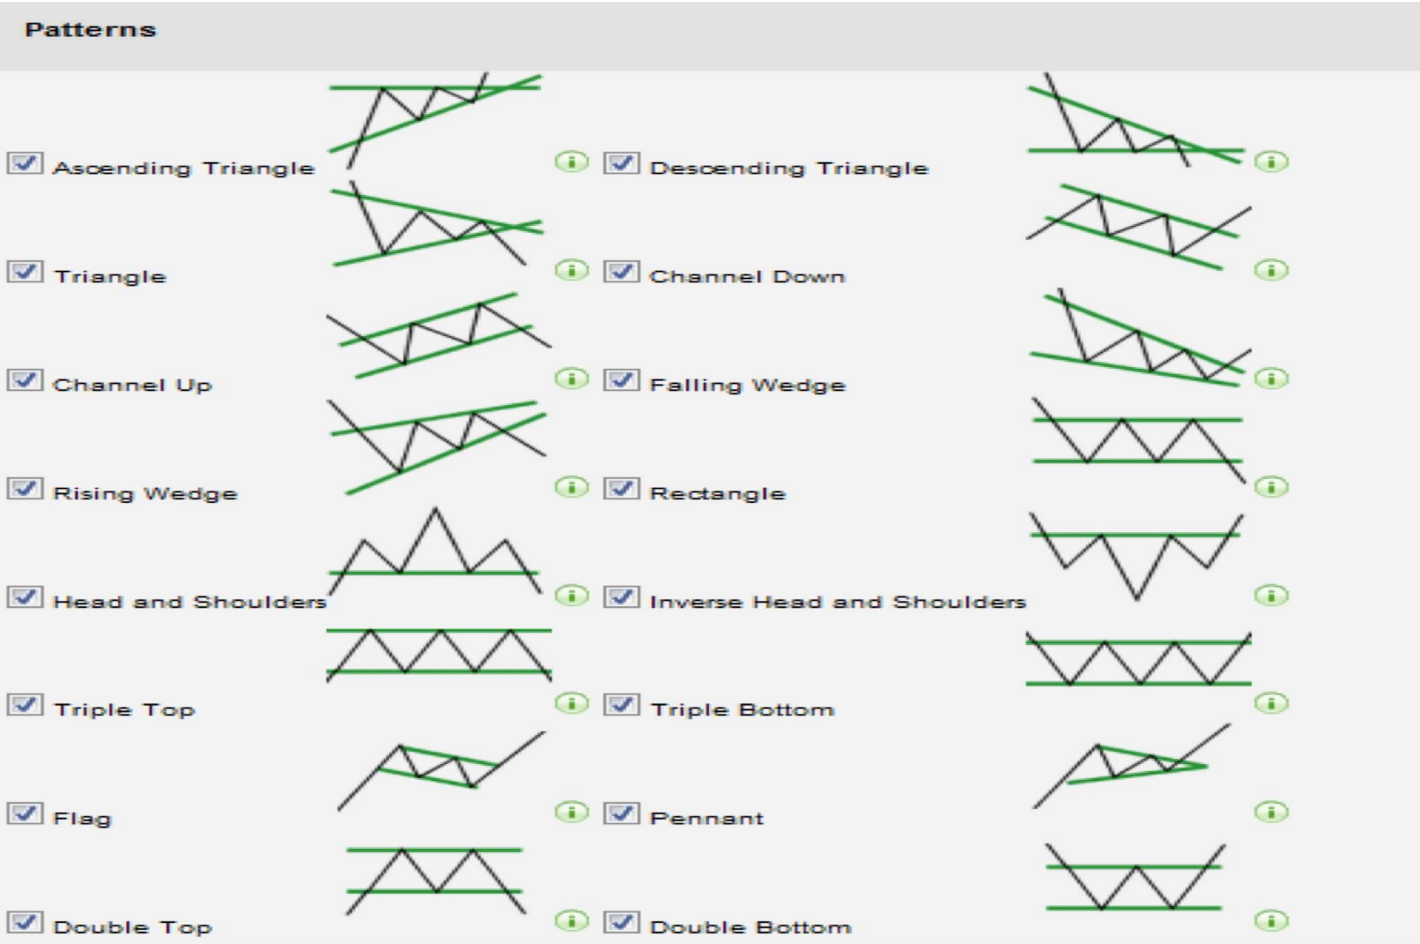 Patterns
Ascending Triangle Descending Triangle
Triangle Channel Down
Channel Up Falling Wedge
Rising Wedge Rectangle
Head and Shoulders Inverse Head and Shoulders
Triple Top Triple Bottom
Flag Pennant
Double Top Double Bottom